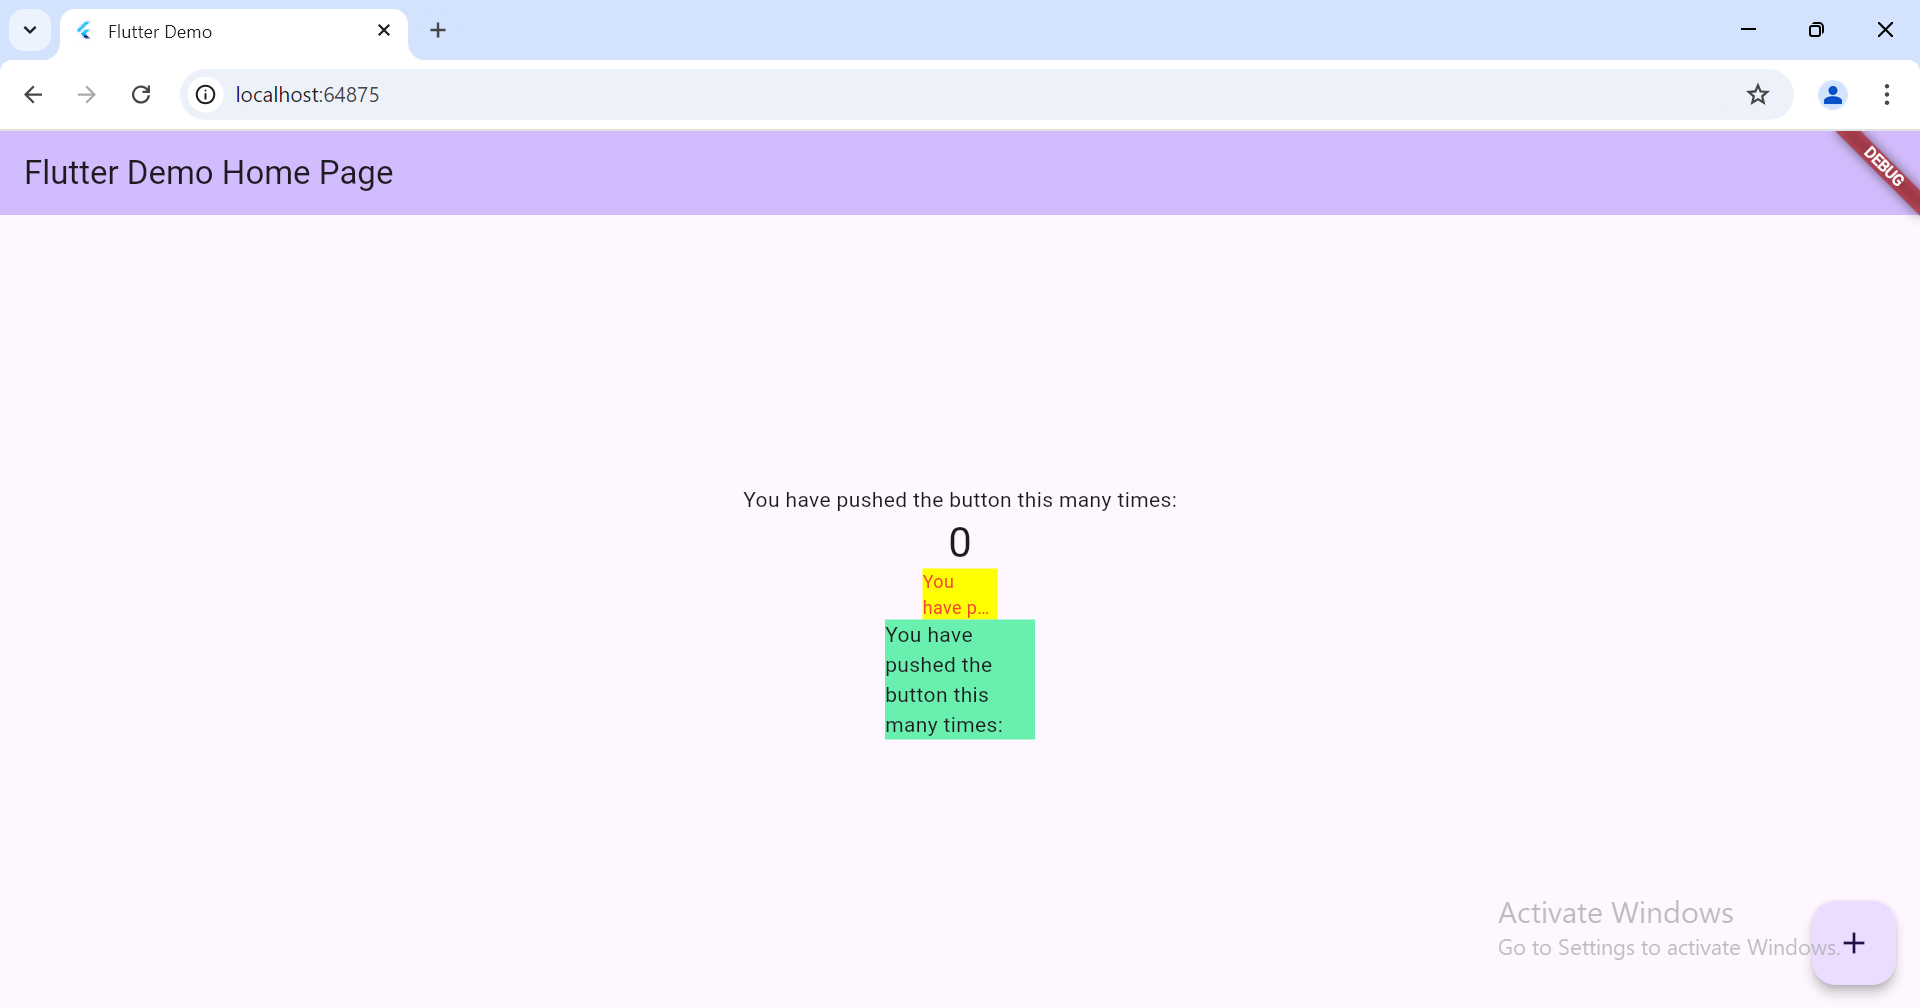 Flutter Demo
localhost:64875
Flutter Demo Home Page
DEBUG
You have pushed the button this many times:
0
You
have p...
You have
pushed the
button this
many times:
Activate Windows
Go to Settings to activate Windows.